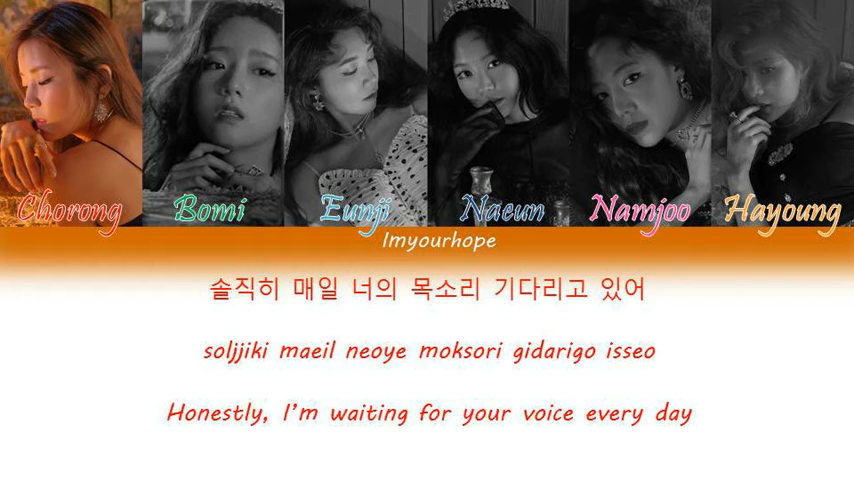 Chorong Bomi Eunji Naeun Namjoo Hayoung
Imyourhope
솔직히 매일 너의 목소리 기다리고 있어
soljjiki maeil neoye moksori gidarigo isseo
Honestly, I'm waiting for your voice every day